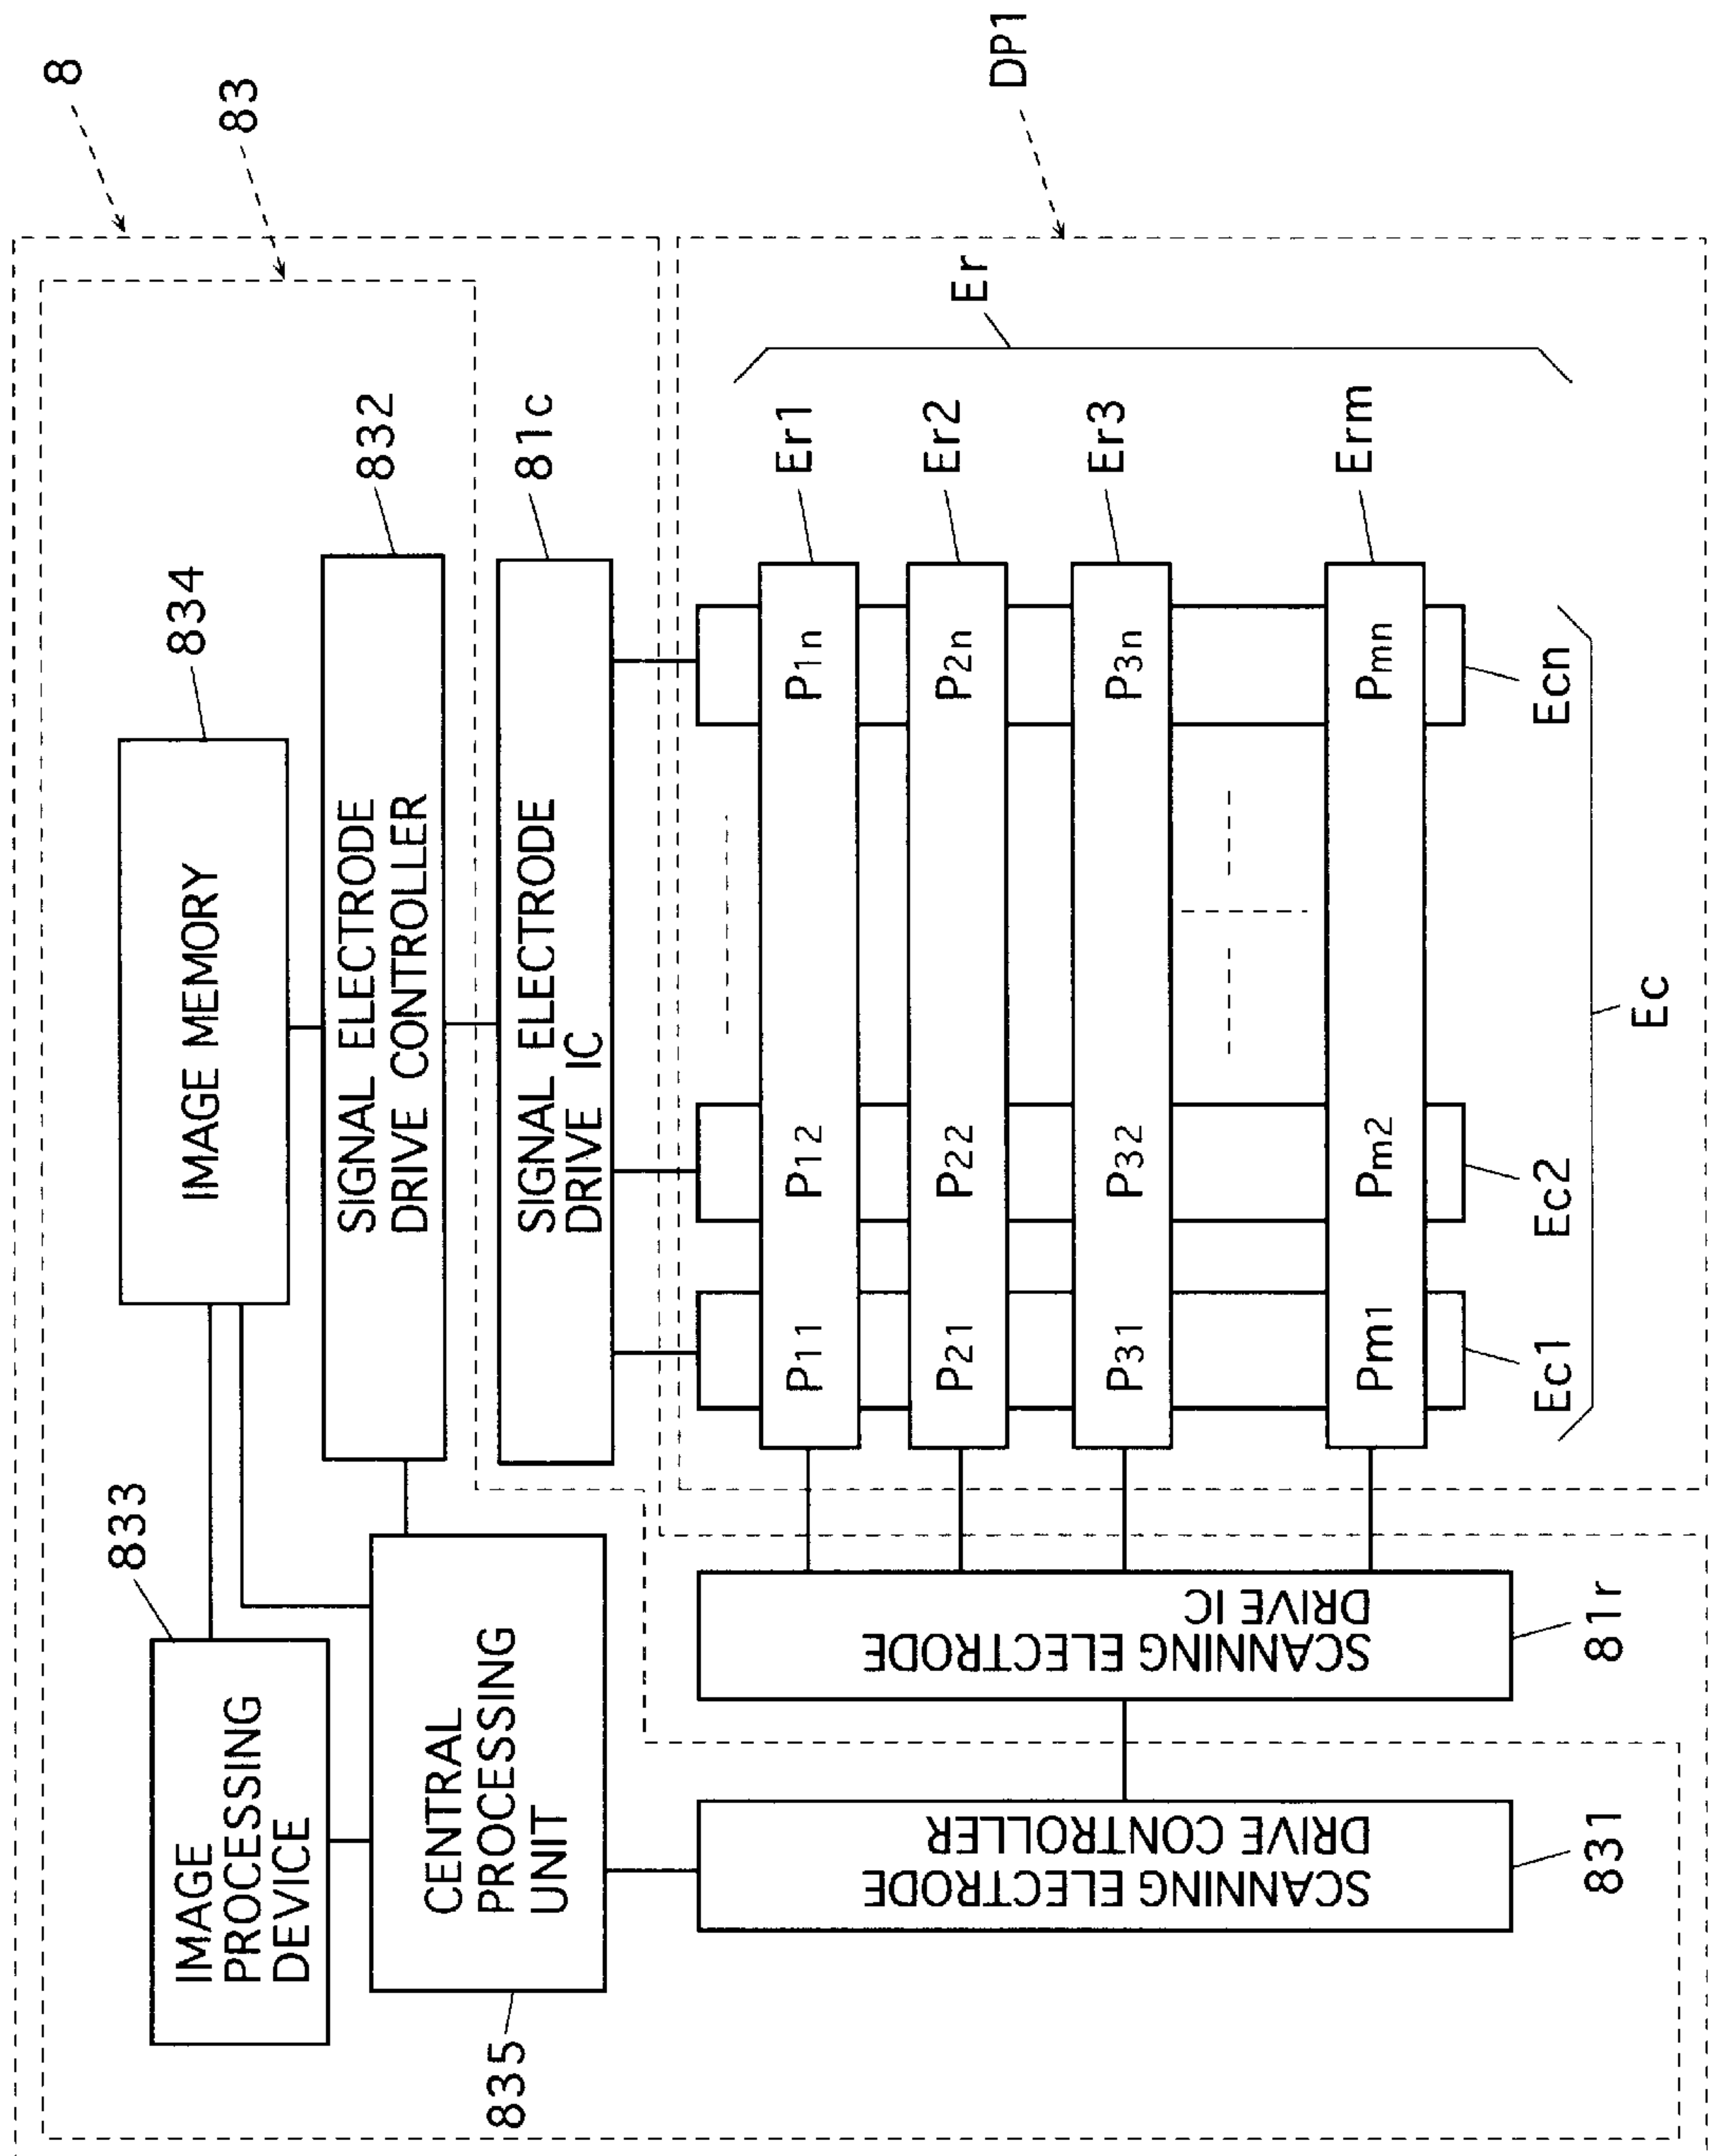 8
83
DP1
833
IMAGE
PROCESSING
DEVICE
834
IMAGE MEMORY
832
SIGNAL ELECTRODE
DRIVE CONTROLLER
835
CENTRAL
PROCESSING
UNIT
81c
SIGNAL ELECTRODE
DRIVE IC
831
SCANNING ELECTRODE
DRIVE CONTROLLER
81r
SCANNING ELECTRODE
DRIVE IC
Er
P11 P12 P1n Er1
P21 P22 P2n Er2
P31 P32 P3n Er3
Pm1 Pm2 Pmn Erm
Ec1 Ec2 Ecn
Ec